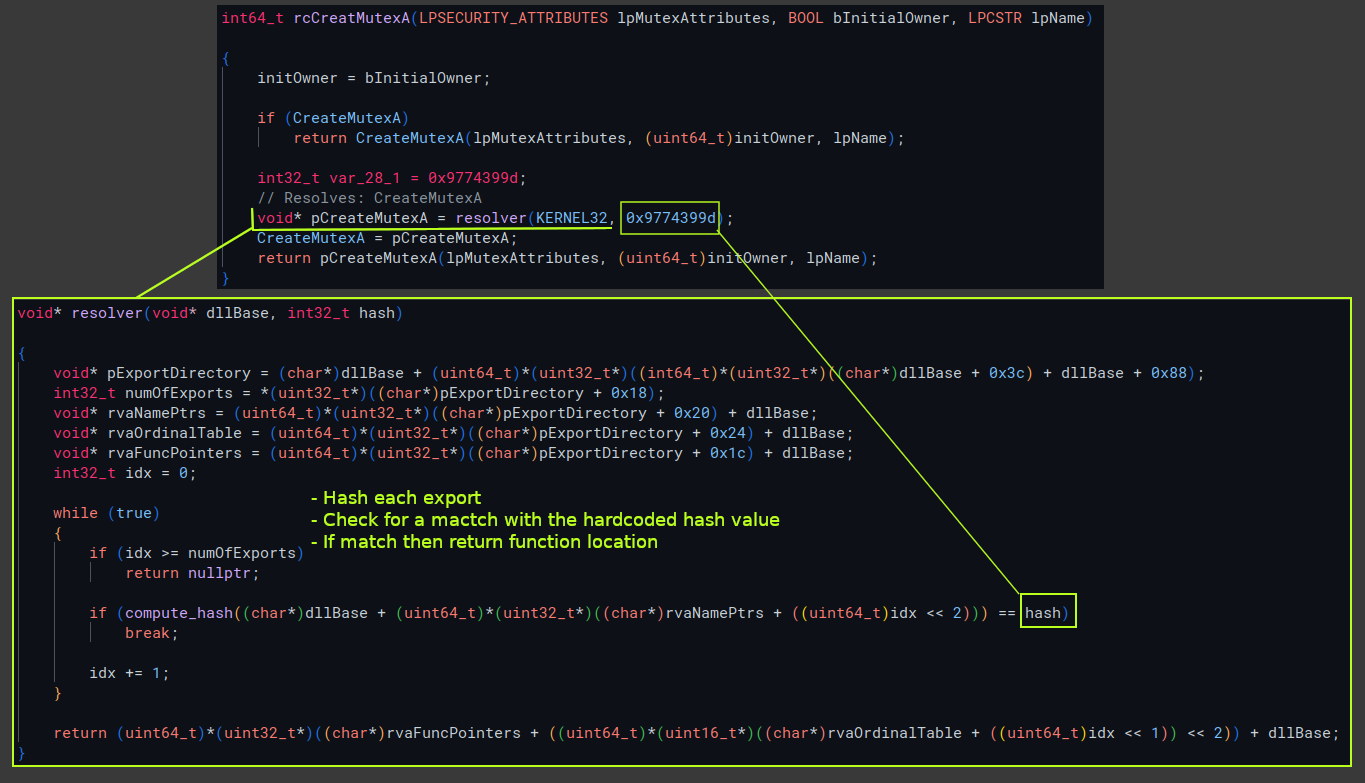 int64_t rcCreatMutexA(LPSECURITY_ATTRIBUTES lpMutexAttributes, BOOL bInitialOwner, LPCSTR lpName)
{
initOwner = bInitialOwner;
if (CreateMutexA)
return CreateMutexA(lpMutexAttributes, (uint64_t)initOwner, lpName);
int32_t var_28_1 = 0x9774399d;
// Resolves: CreateMutexA
void* pCreateMutexA = resolver(KERNEL32, 0x9774399d);
CreateMutexA = pCreateMutexA;
return pCreateMutexA(lpMutexAttributes, (uint64_t)initOwner, lpName);
}
void* resolver(void* dllBase, int32_t hash)
{
void* pExportDirectory = (char*)dllBase + (uint64_t)*(uint32_t*)((int64_t)*(uint32_t*)((char*)dllBase + 0x3c) + dllBase + 0x88);
int32_t numOfExports = *(uint32_t*)((char*)pExportDirectory + 0x18);
void* rvaNamePtrs = (uint64_t)*(uint32_t*)((char*)pExportDirectory + 0x20) + dllBase;
void* rvaOrdinalTable = (uint64_t)*(uint32_t*)((char*)pExportDirectory + 0x24) + dllBase;
void* rvaFuncPointers = (uint64_t)*(uint32_t*)((char*)pExportDirectory + 0x1c) + dllBase;
int32_t idx = 0;
- Hash each export
while (true)
- Check for a mactch with the hardcoded hash value
{
- If match then return function location
if (idx >= numOfExports)
return nullptr;
if (compute_hash((char*)dllBase + (uint64_t)*(uint32_t*)((char*)rvaNamePtrs + ((uint64_t)idx << 2))) == hash)
break;
idx += 1;
}
return (uint64_t)*(uint32_t*)((char*)rvaFuncPointers + ((uint64_t)*(uint16_t*)((char*)rvaOrdinalTable + ((uint64_t)idx << 1)) << 2)) + dllBase;
}